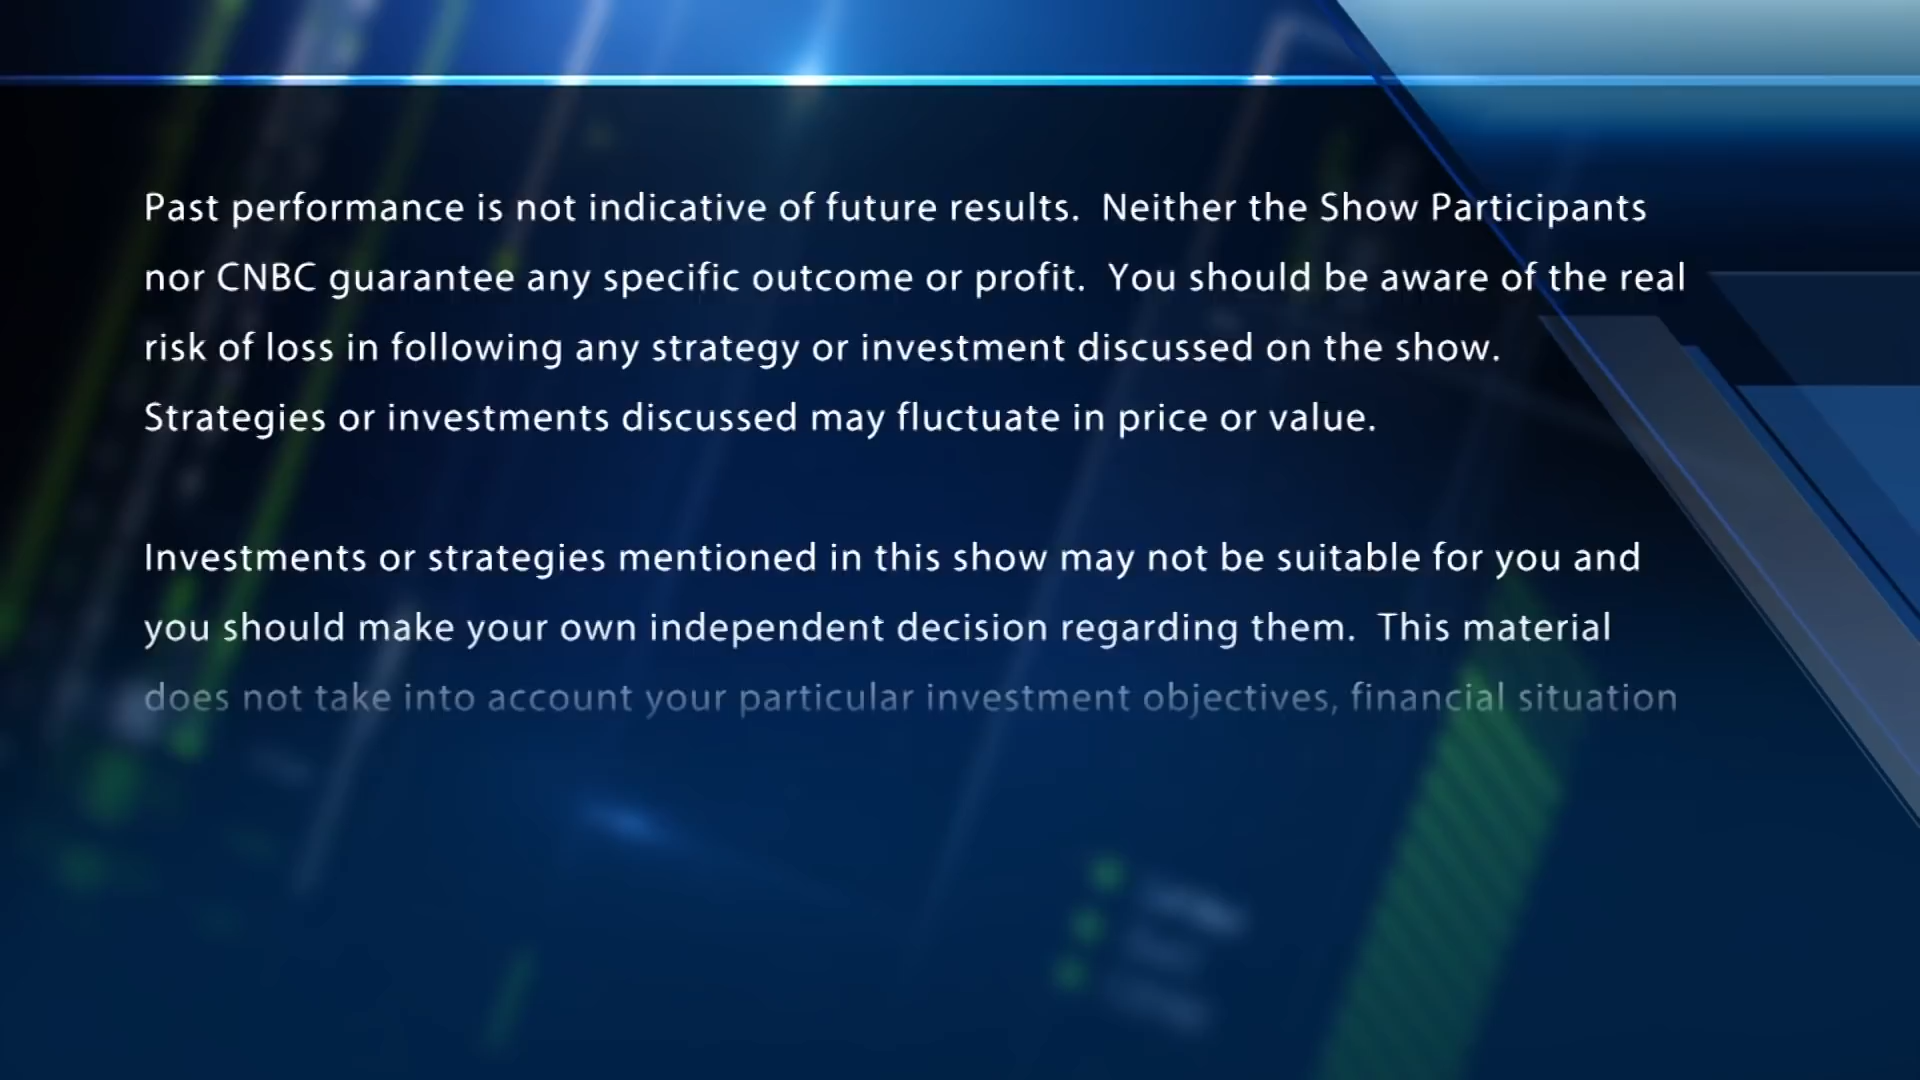 Past performance is not indicative of future results.  Neither the Show Participants
nor CNBC guarantee any specific outcome or profit.  You should be aware of the real
risk of loss in following any strategy or investment discussed on the show.
Strategies or investments discussed may fluctuate in price or value.
Investments or strategies mentioned in this show may not be suitable for you and
you should make your own independent decision regarding them.  This material
does not take into account your particular investment objectives, financial situation